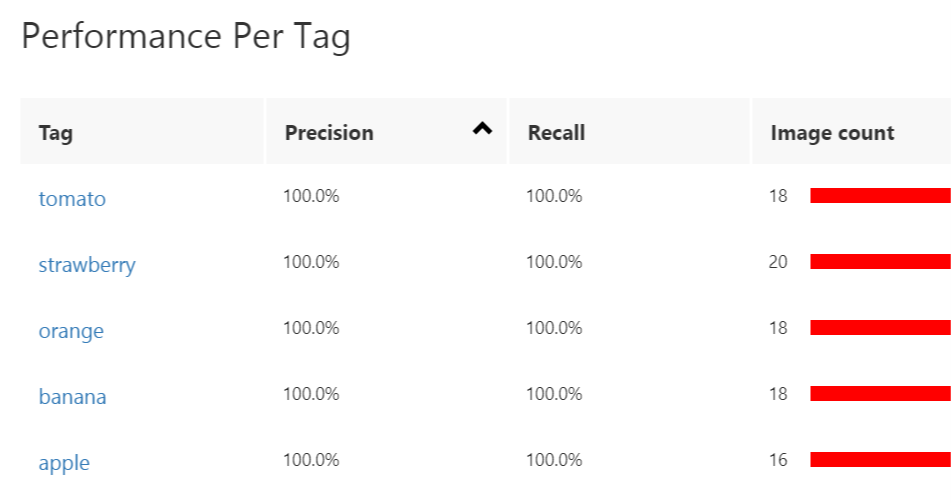 Performance Per Tag
Tag Precision Recall Image count
tomato 100.0% 100.0% 18
strawberry 100.0% 100.0% 20
orange 100.0% 100.0% 18
banana 100.0% 100.0% 18
apple 100.0% 100.0% 16